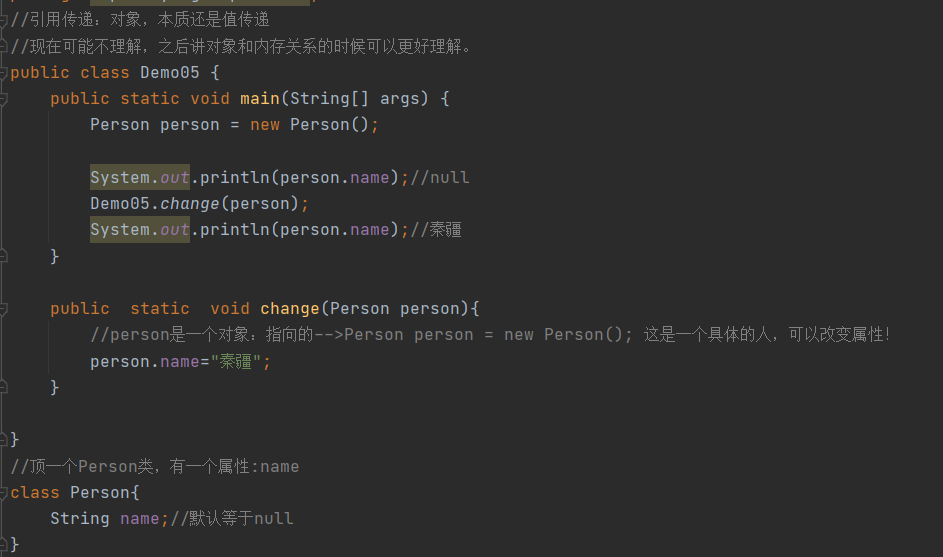 //引用传递：对象，本质还是值传递
//现在可能不理解，之后讲对象和内存关系的时候可以更好理解。
public class Demo05 {
    public static void main(String[] args) {
        Person person = new Person();
        System.out.println(person.name);//null
        Demo05.change(person);
        System.out.println(person.name);//秦疆
    }
    public  static  void change(Person person){
        //person是一个对象：指向的-->Person person = new Person(); 这是一个具体的人，可以改变属性！
        person.name="秦疆";
    }
}
//顶一个Person类，有一个属性:name
class Person{
    String name;//默认等于null
}